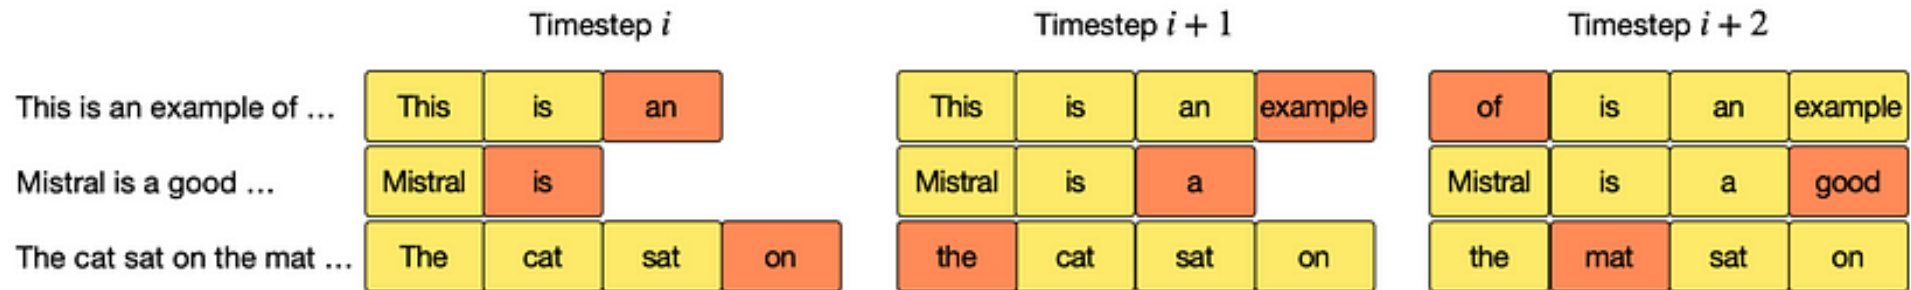 Timestep i Timestep i + 1 Timestep i + 2
This is an example of ... This is an This is an example of is an example
Mistral is a good ... Mistral is Mistral is a Mistral is a good
The cat sat on the mat ... The cat sat on the cat sat on the mat sat on